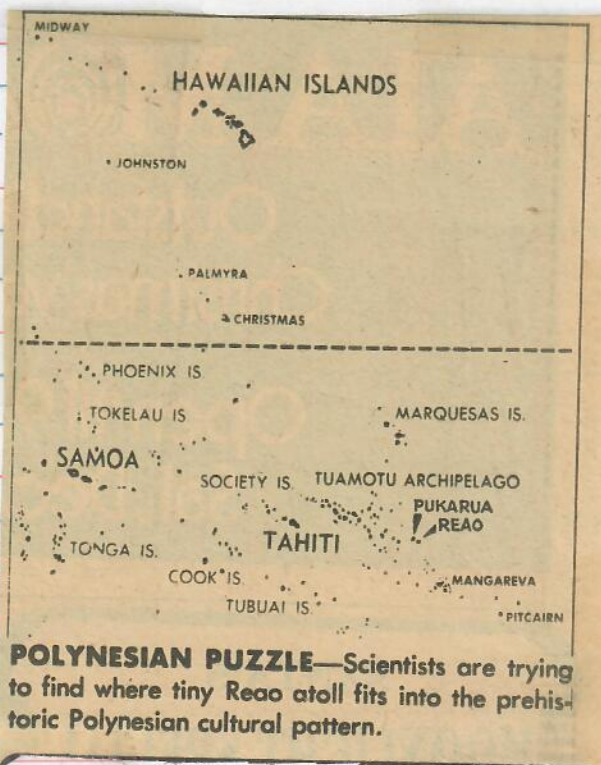 MIDWAY
HAWAIIAN ISLANDS
JOHNSTON
PALMYRA
CHRISTMAS
PHOENIX IS.
TOKELAU IS
MARQUESAS IS.
SAMOA
SOCIETY IS.
TUAMOTU ARCHIPELAGO
PUKARUA
REAO
TAHITI
TONGA IS.
COOK IS.
MANGAREVA
TUBUAI IS.
PITCAIRN
POLYNESIAN PUZZLE—Scientists are trying
to find where tiny Reao atoll fits into the prehis-
toric Polynesian cultural pattern.